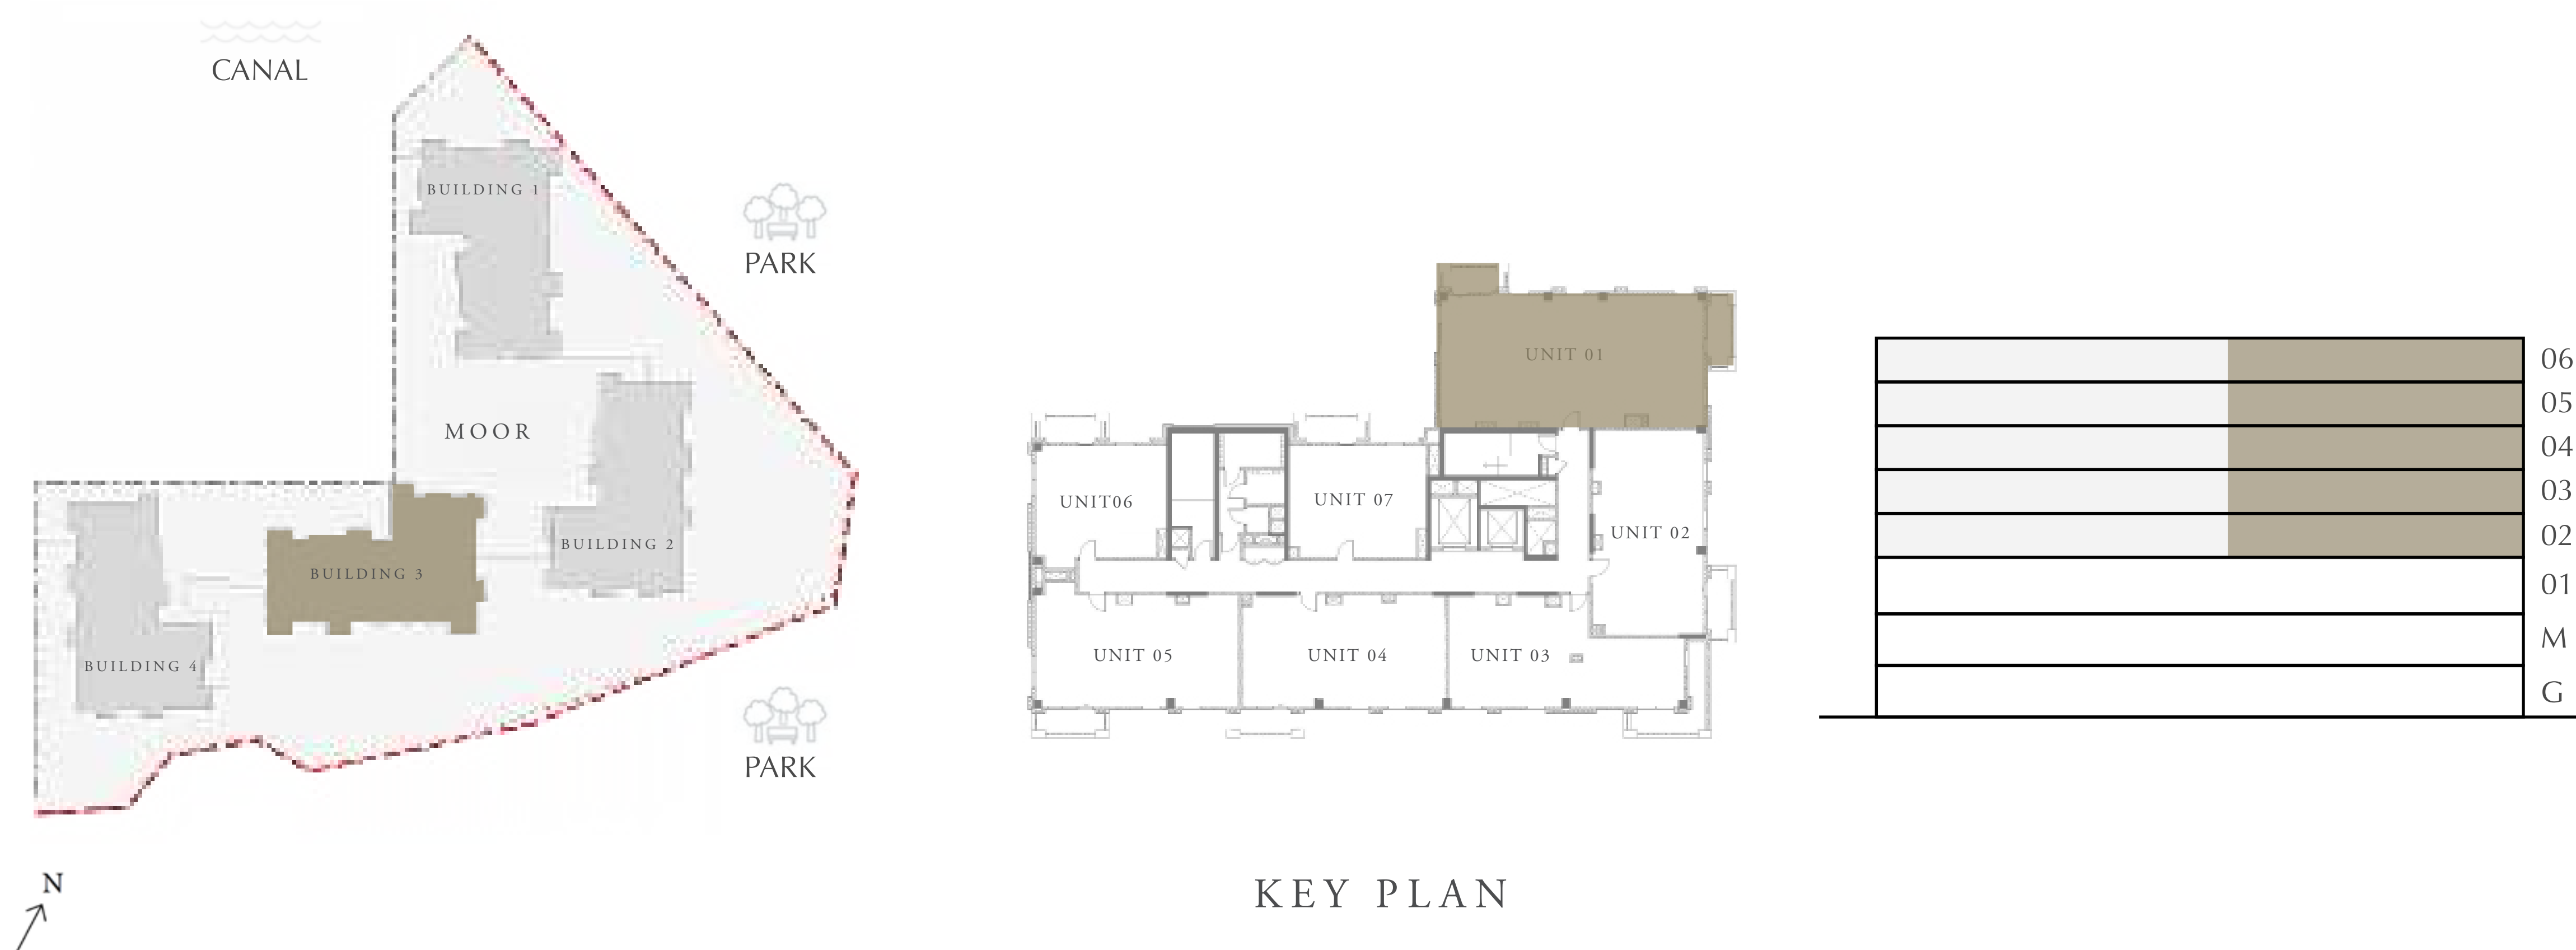 CANAL
BUILDING 1
PARK
MOOR
BUILDING 2
BUILDING 3
BUILDING 4
PARK
N
UNIT 01
UNIT06
UNIT 07
UNIT 02
UNIT 05
UNIT 04
UNIT 03
KEY PLAN
06
05
04
03
02
01
M
G